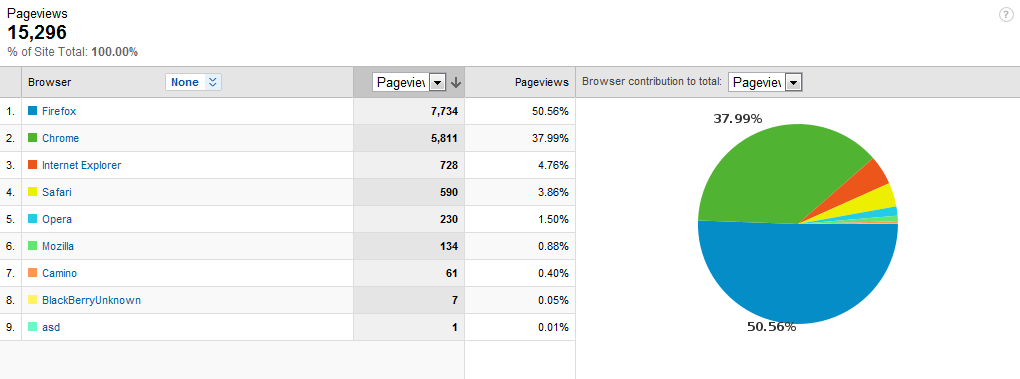 Pageviews
15,296
% of Site Total: 100.00%
?
Browser None Pageviews Pageviews Browser contribution to total: Pageviews
1. Firefox 7,734 50.56%
2. Chrome 5,811 37.99%
3. Internet Explorer 728 4.76%
4. Safari 590 3.86%
5. Opera 230 1.50%
6. Mozilla 134 0.88%
7. Camino 61 0.40%
8. BlackBerryUnknown 7 0.05%
9. asd 1 0.01%
37.99%
50.56%